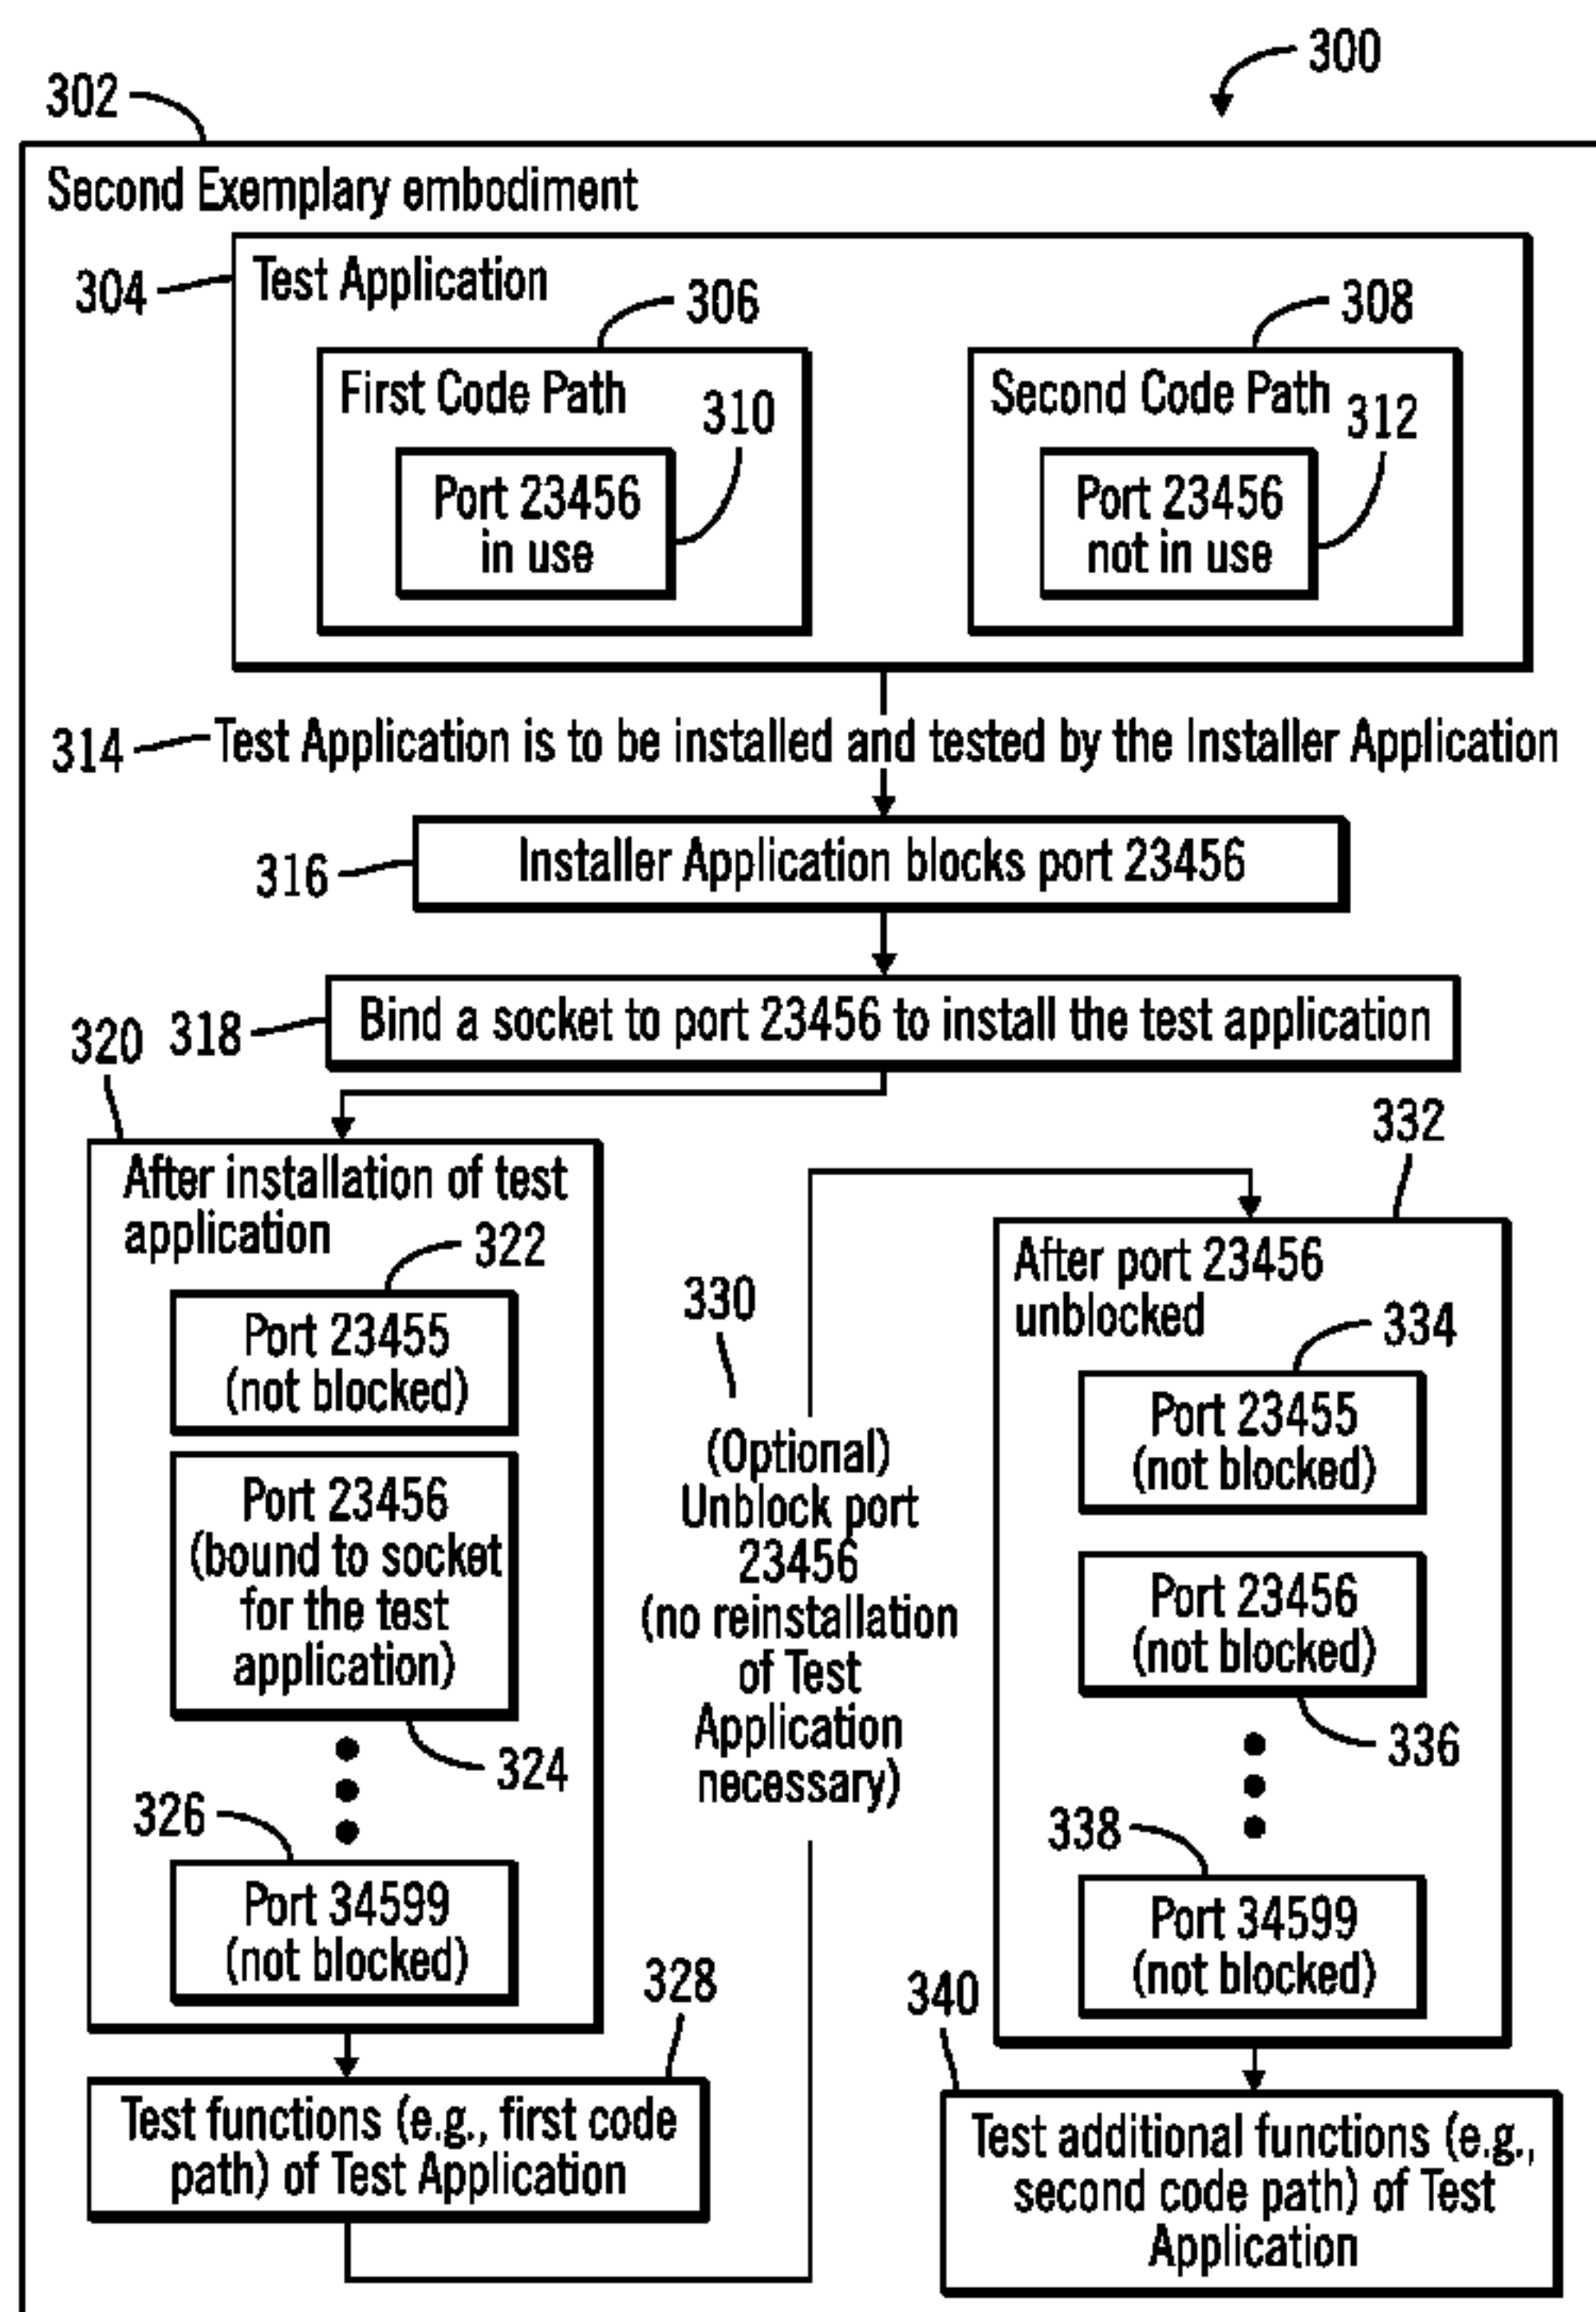 300
302
Second Exemplary embodiment
304
Test Application
306
308
First Code Path
310
Second Code Path
312
Port 23456
in use
Port 23456
not in use
314
Test Application is to be installed and tested by the Installer Application
316
Installer Application blocks port 23456
318
Bind a socket to port 23456 to install the test application
320
After installation of test
application
322
Port 23455
(not blocked)
Port 23456
(bound to socket
for the test
application)
324
326
Port 34599
(not blocked)
328
Test functions (e.g., first code
path) of Test Application
330
(Optional)
Unblock port
23456
(no reinstallation
of Test
Application
necessary)
332
After port 23456
unblocked
334
Port 23455
(not blocked)
Port 23456
(not blocked)
336
338
Port 34599
(not blocked)
340
Test additional functions (e.g.,
second code path) of Test
Application